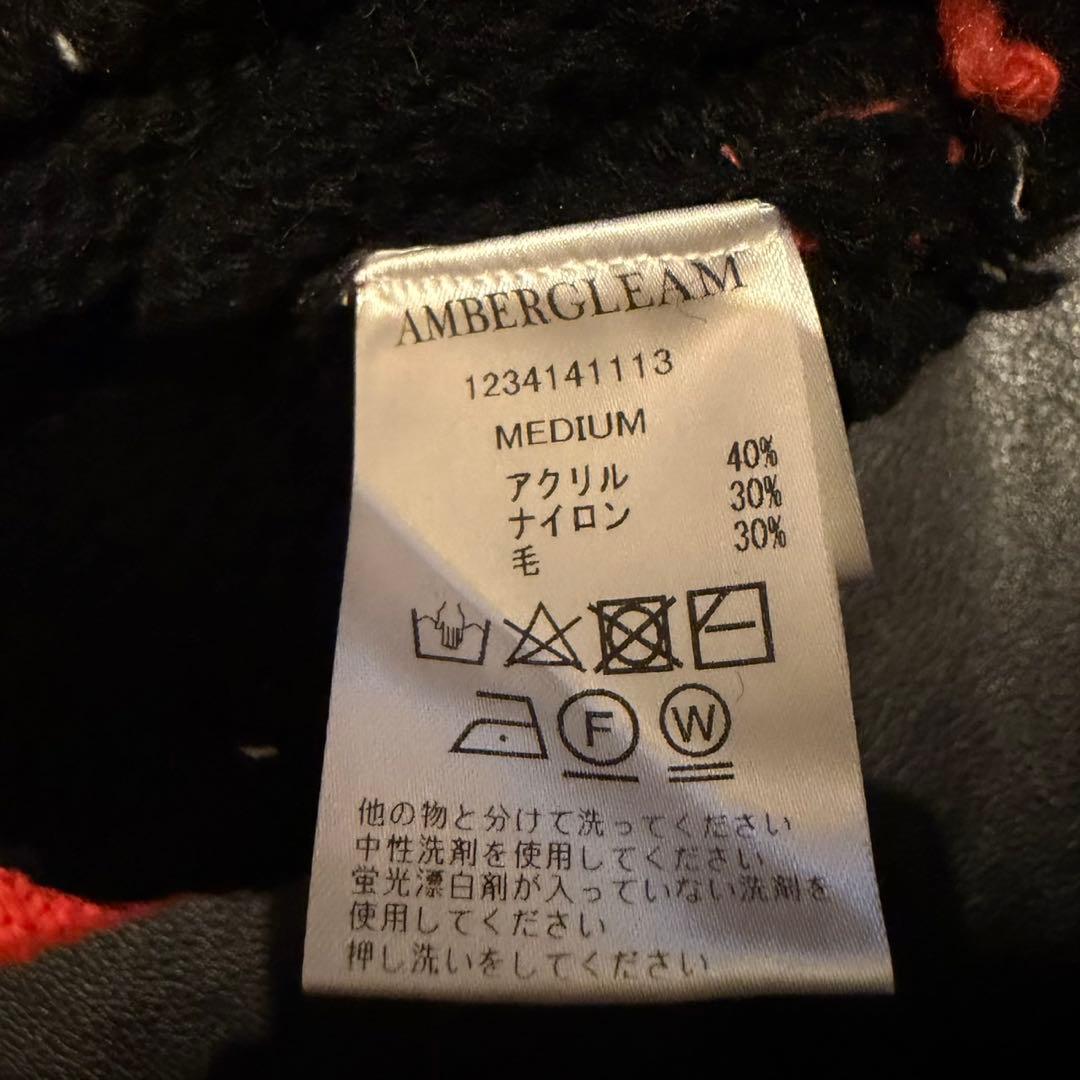 AMBERGLEAM
1234141113
MEDIUM
アクリル 40%
ナイロン 30%
毛 30%
F W
他の物と分けて洗ってください
中性洗剤を使用してください
蛍光漂白剤が入っていない洗剤を
使用してください
押し洗いをしてください